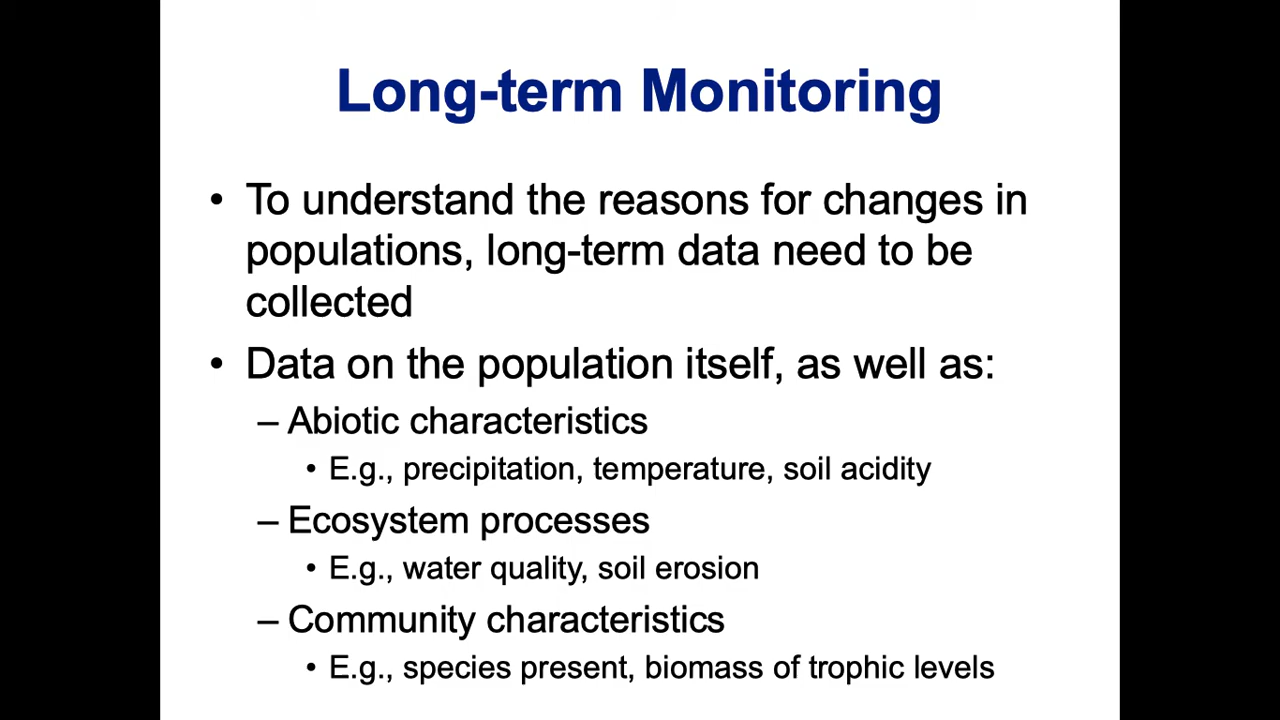 Long-term Monitoring
• To understand the reasons for changes in
populations, long-term data need to be
collected
• Data on the population itself, as well as:
– Abiotic characteristics
• E.g., precipitation, temperature, soil acidity
– Ecosystem processes
• E.g., water quality, soil erosion
– Community characteristics
• E.g., species present, biomass of trophic levels